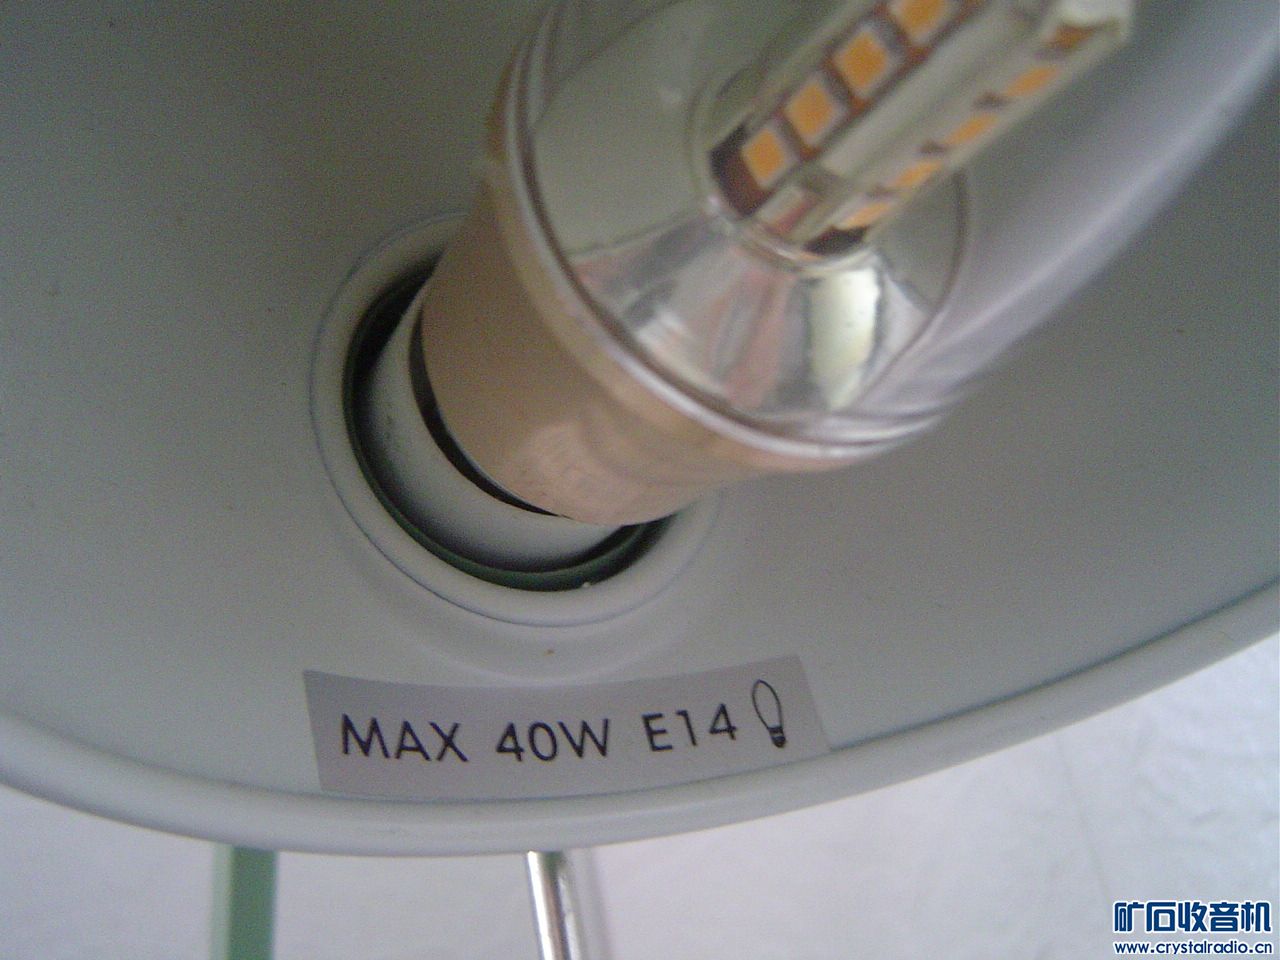 MAX 40W E14
矿石收音机
www.crystalradio.cn